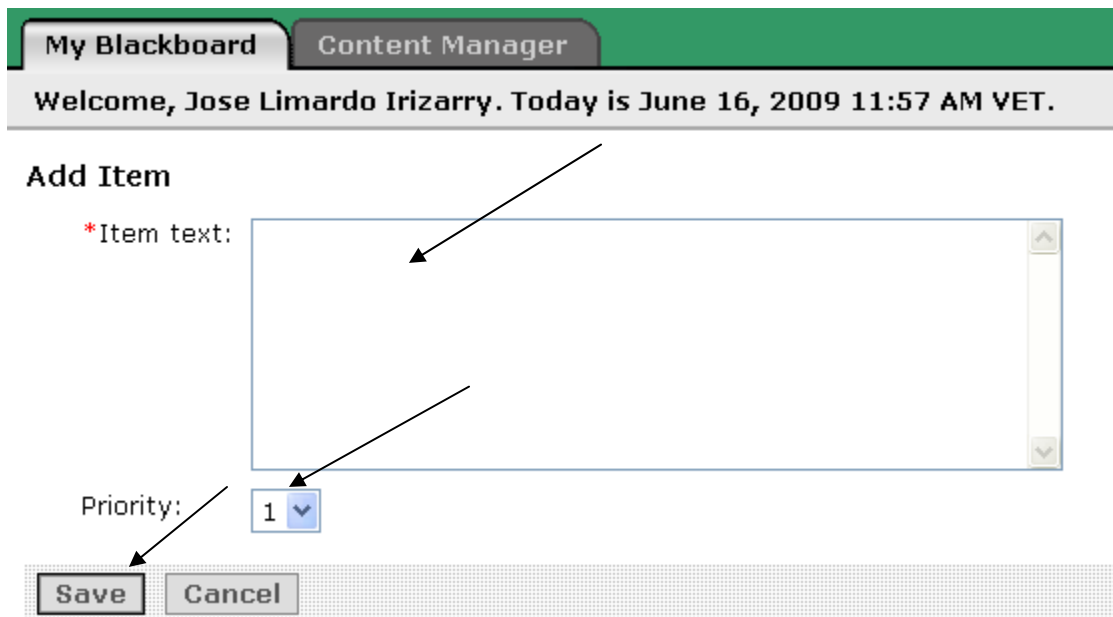 My Blackboard Content Manager
Welcome, Jose Limardo Irizarry. Today is June 16, 2009 11:57 AM VET.
Add Item
*Item text:
Priority: 1
Save Cancel